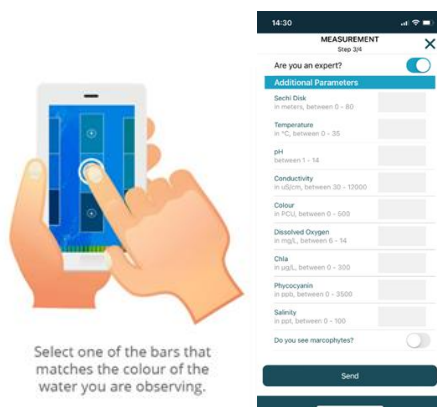 Select one of the bars that
matches the colour of the
water you are observing.
14:30
MEASUREMENT
Step 3/4
Are you an expert?
Additional Parameters
Sechi Disk
in meters, between 0 - 80
Temperature
in °C, between 0 - 35
pH
between 1 - 14
Conductivity
in uS/cm, between 30 - 12000
Colour
in PCU, between 0 - 500
Dissolved Oxygen
in mg/L, between 6 - 14
Chla
in µg/L, between 0 - 300
Phycocyanin
in ppb, between 0 - 3500
Salinity
in ppt, between 0 - 100
Do you see marcophytes?
Send